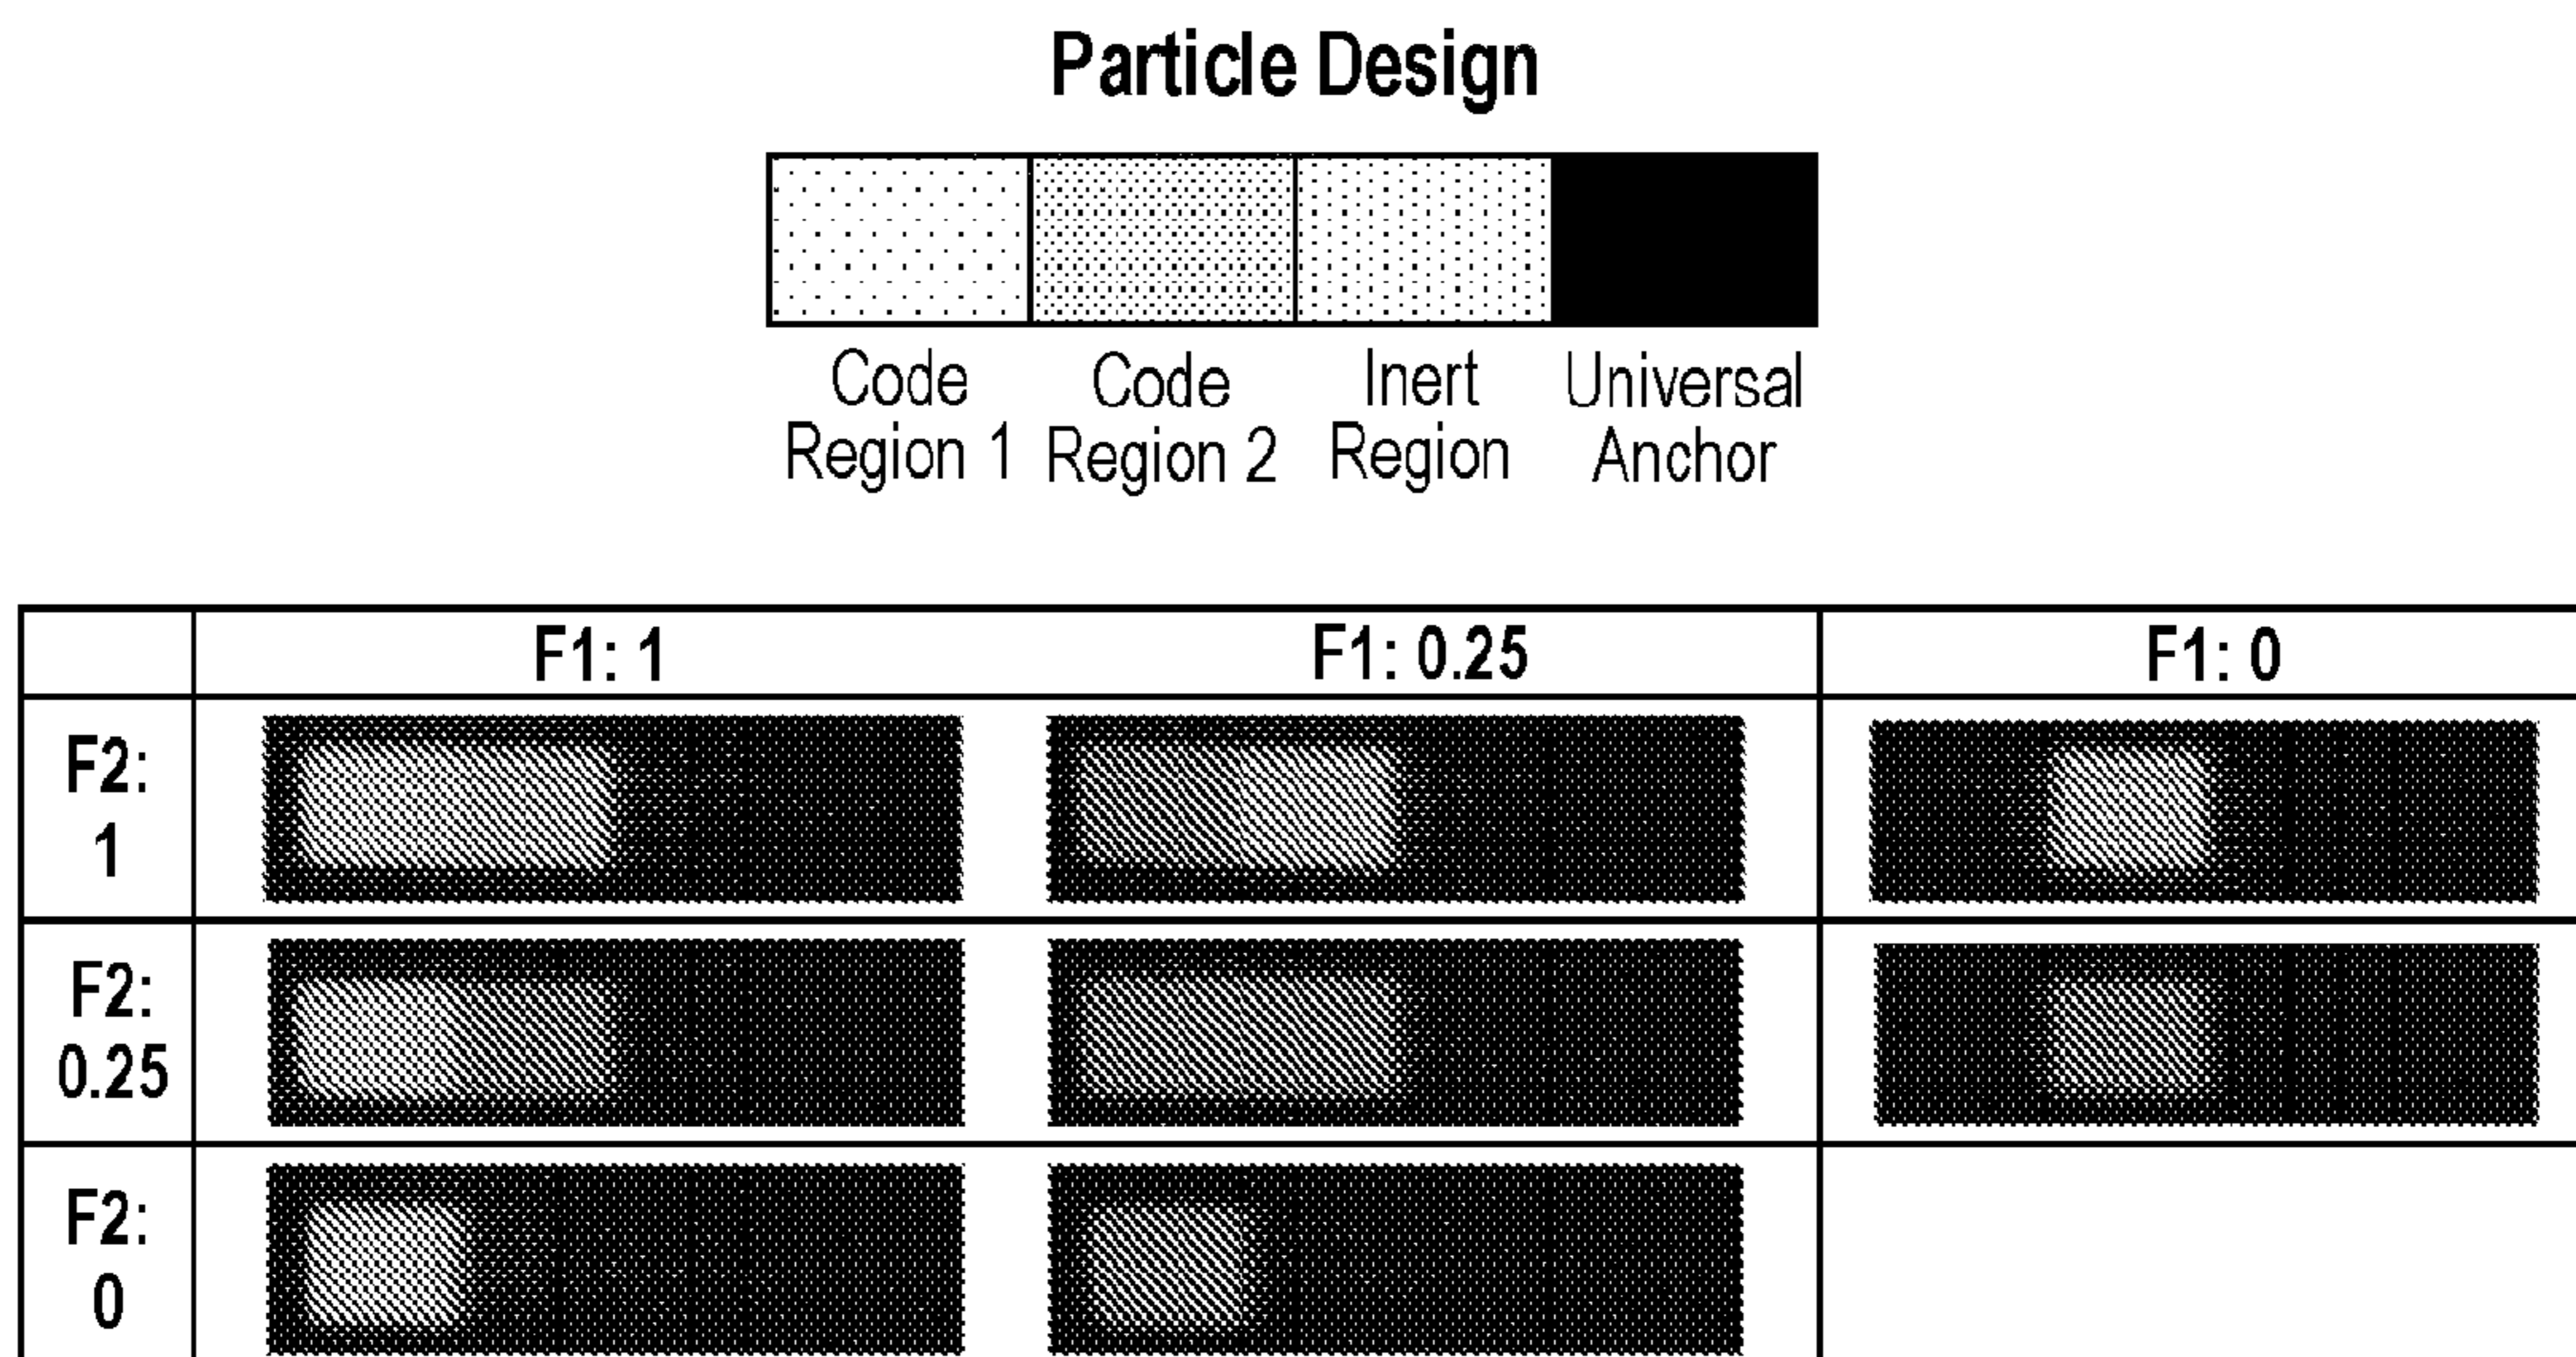 Particle Design
Code Region 1
Code Region 2
Inert Region
Universal Anchor
F1: 1
F1: 0.25
F1: 0
F2: 1
F2: 0.25
F2: 0